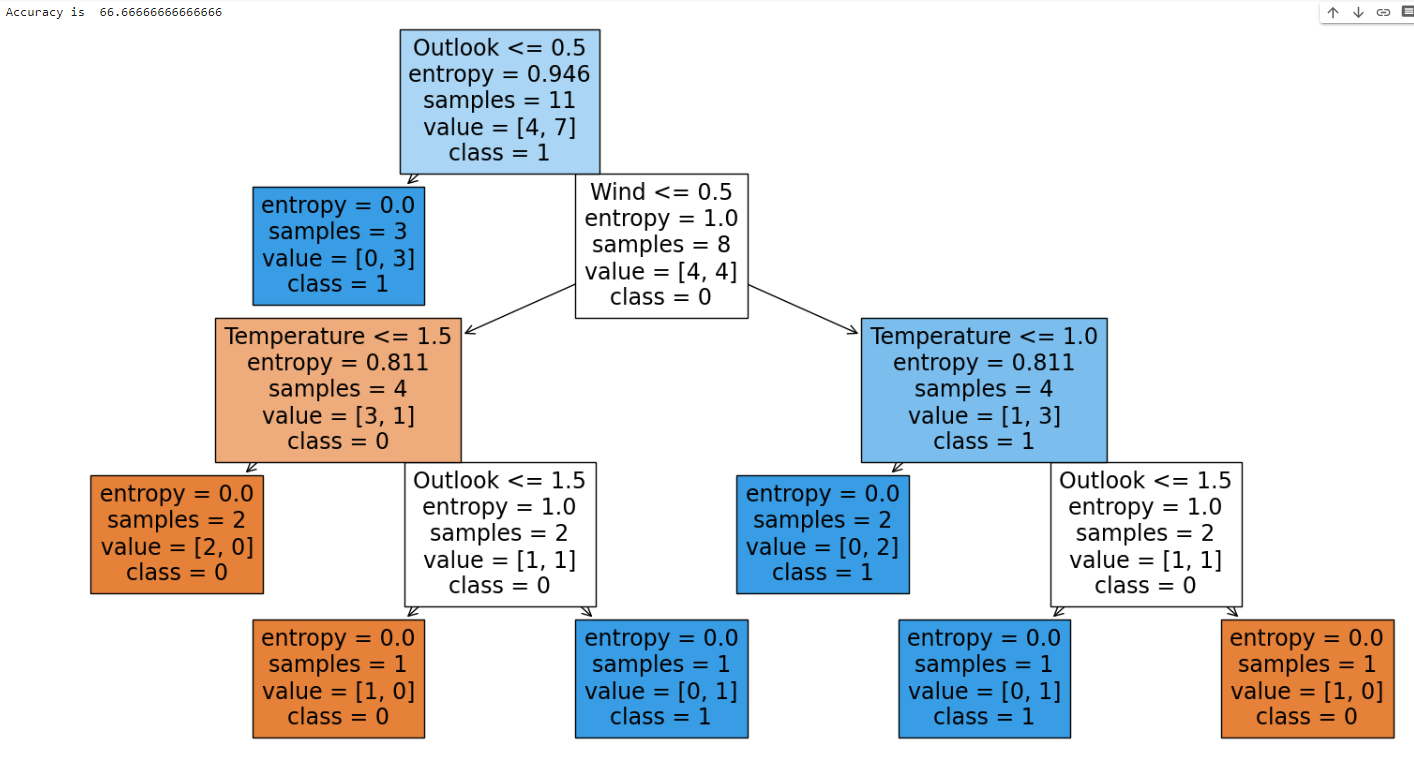 Accuracy is  66.66666666666666
Outlook <= 0.5
entropy = 0.946
samples = 11
value = [4, 7]
class = 1
entropy = 0.0
samples = 3
value = [0, 3]
class = 1
Wind <= 0.5
entropy = 1.0
samples = 8
value = [4, 4]
class = 0
Temperature <= 1.5
entropy = 0.811
samples = 4
value = [3, 1]
class = 0
Temperature <= 1.0
entropy = 0.811
samples = 4
value = [1, 3]
class = 1
entropy = 0.0
samples = 2
value = [2, 0]
class = 0
Outlook <= 1.5
entropy = 1.0
samples = 2
value = [1, 1]
class = 0
entropy = 0.0
samples = 2
value = [0, 2]
class = 1
Outlook <= 1.5
entropy = 1.0
samples = 2
value = [1, 1]
class = 0
entropy = 0.0
samples = 1
value = [1, 0]
class = 0
entropy = 0.0
samples = 1
value = [0, 1]
class = 1
entropy = 0.0
samples = 1
value = [0, 1]
class = 1
entropy = 0.0
samples = 1
value = [1, 0]
class = 0